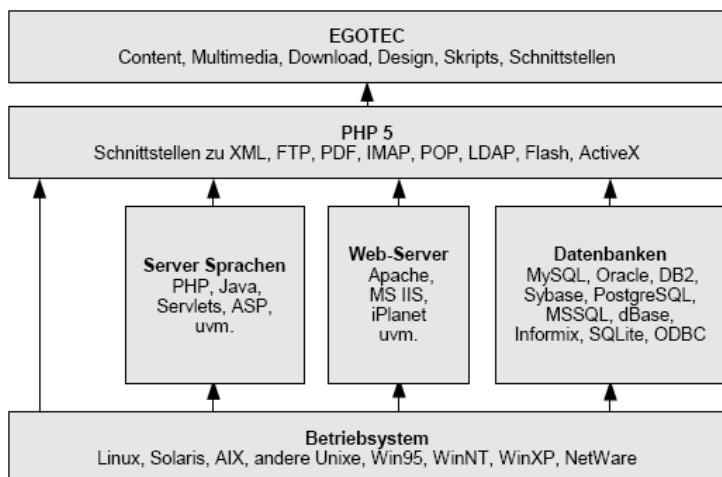 EGOTEC
Content, Multimedia, Download, Design, Skripts, Schnittstellen
PHP 5
Schnittstellen zu XML, FTP, PDF, IMAP, POP, LDAP, Flash, ActiveX
Server Sprachen
PHP, Java,
Servlets, ASP,
uvm.
Web-Server
Apache,
MS IIS,
iPlanet
uvm.
Datenbanken
MySQL, Oracle, DB2,
Sybase, PostgreSQL,
MSSQL, dBase,
Informix, SQLite, ODBC
Betriebsystem
Linux, Solaris, AIX, andere Unixe, Win95, WinNT, WinXP, NetWare